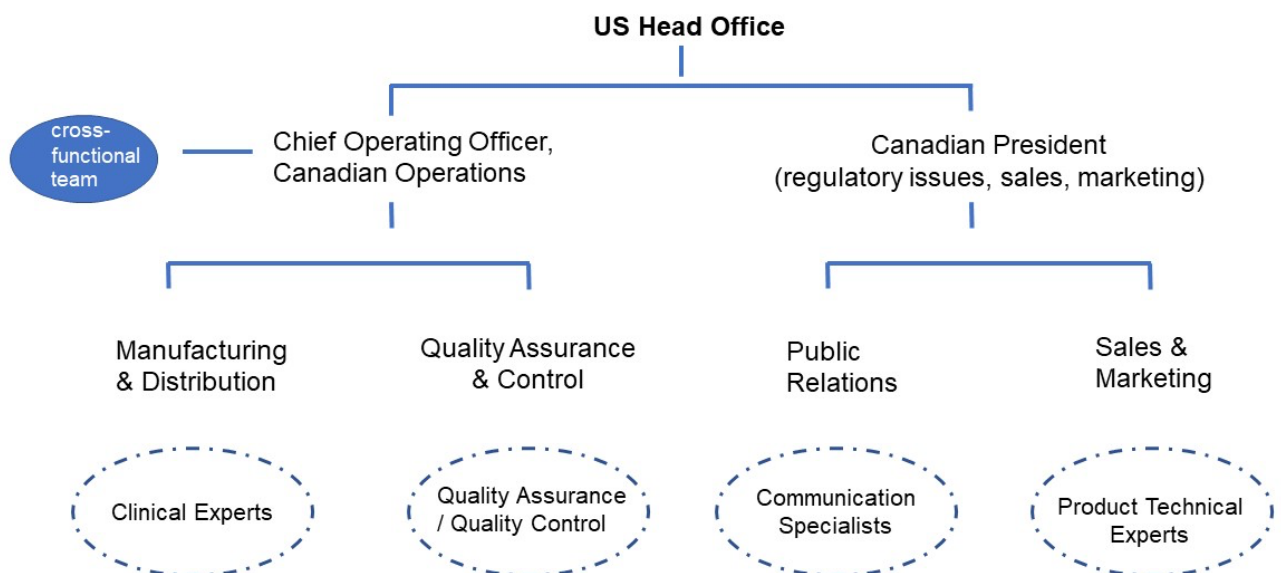 US Head Office
cross-
functional
team
Chief Operating Officer,
Canadian Operations
Canadian President
(regulatory issues, sales, marketing)
Manufacturing
& Distribution
Quality Assurance
& Control
Public
Relations
Sales &
Marketing
Clinical Experts
Quality Assurance
/ Quality Control
Communication
Specialists
Product Technical
Experts